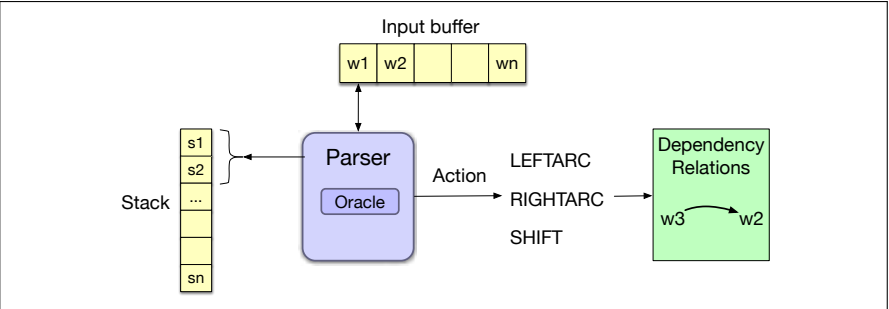 Input buffer
w1 w2 wn
s1
s2
...
sn
Stack
Parser
Oracle
Action
LEFTARC
RIGHTARC
SHIFT
Dependency
Relations
w3 w2